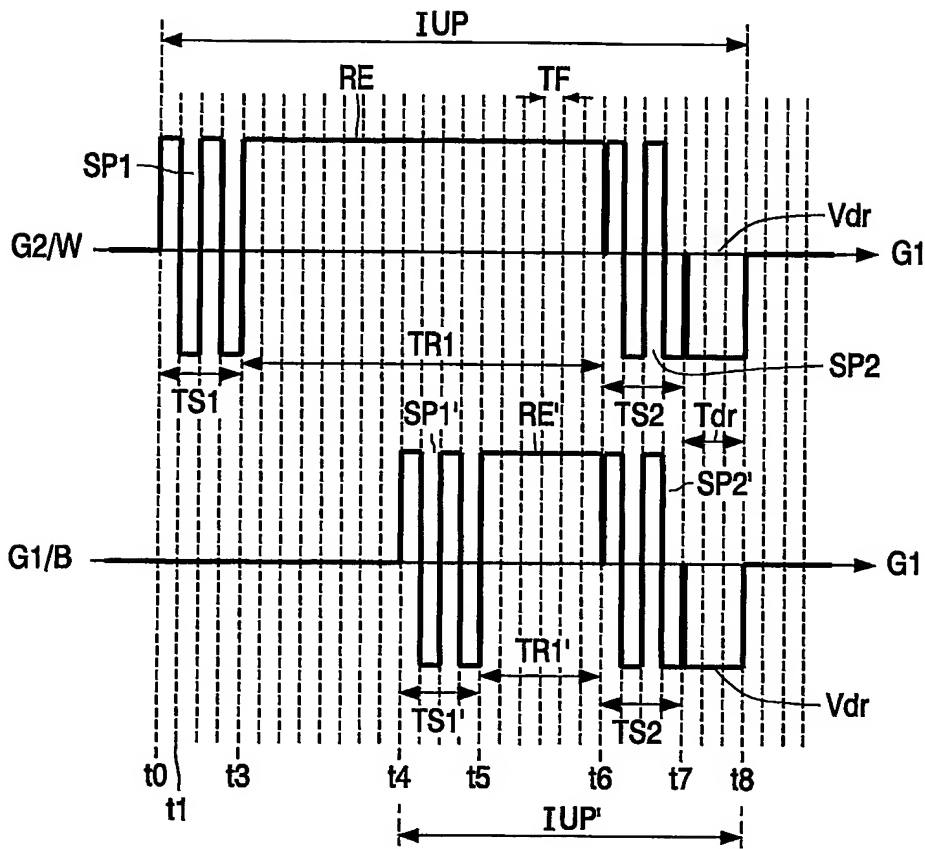 IUP
RE
TF
SP1
Vdr
G2/W
G1
TR1
SP2
TS1
TS2
Tdr
SP1'
RE'
SP2'
G1/B
G1
TR1'
TS1'
TS2
Vdr
t0
t3
t4
t5
t6
t7
t8
t1
IUP'